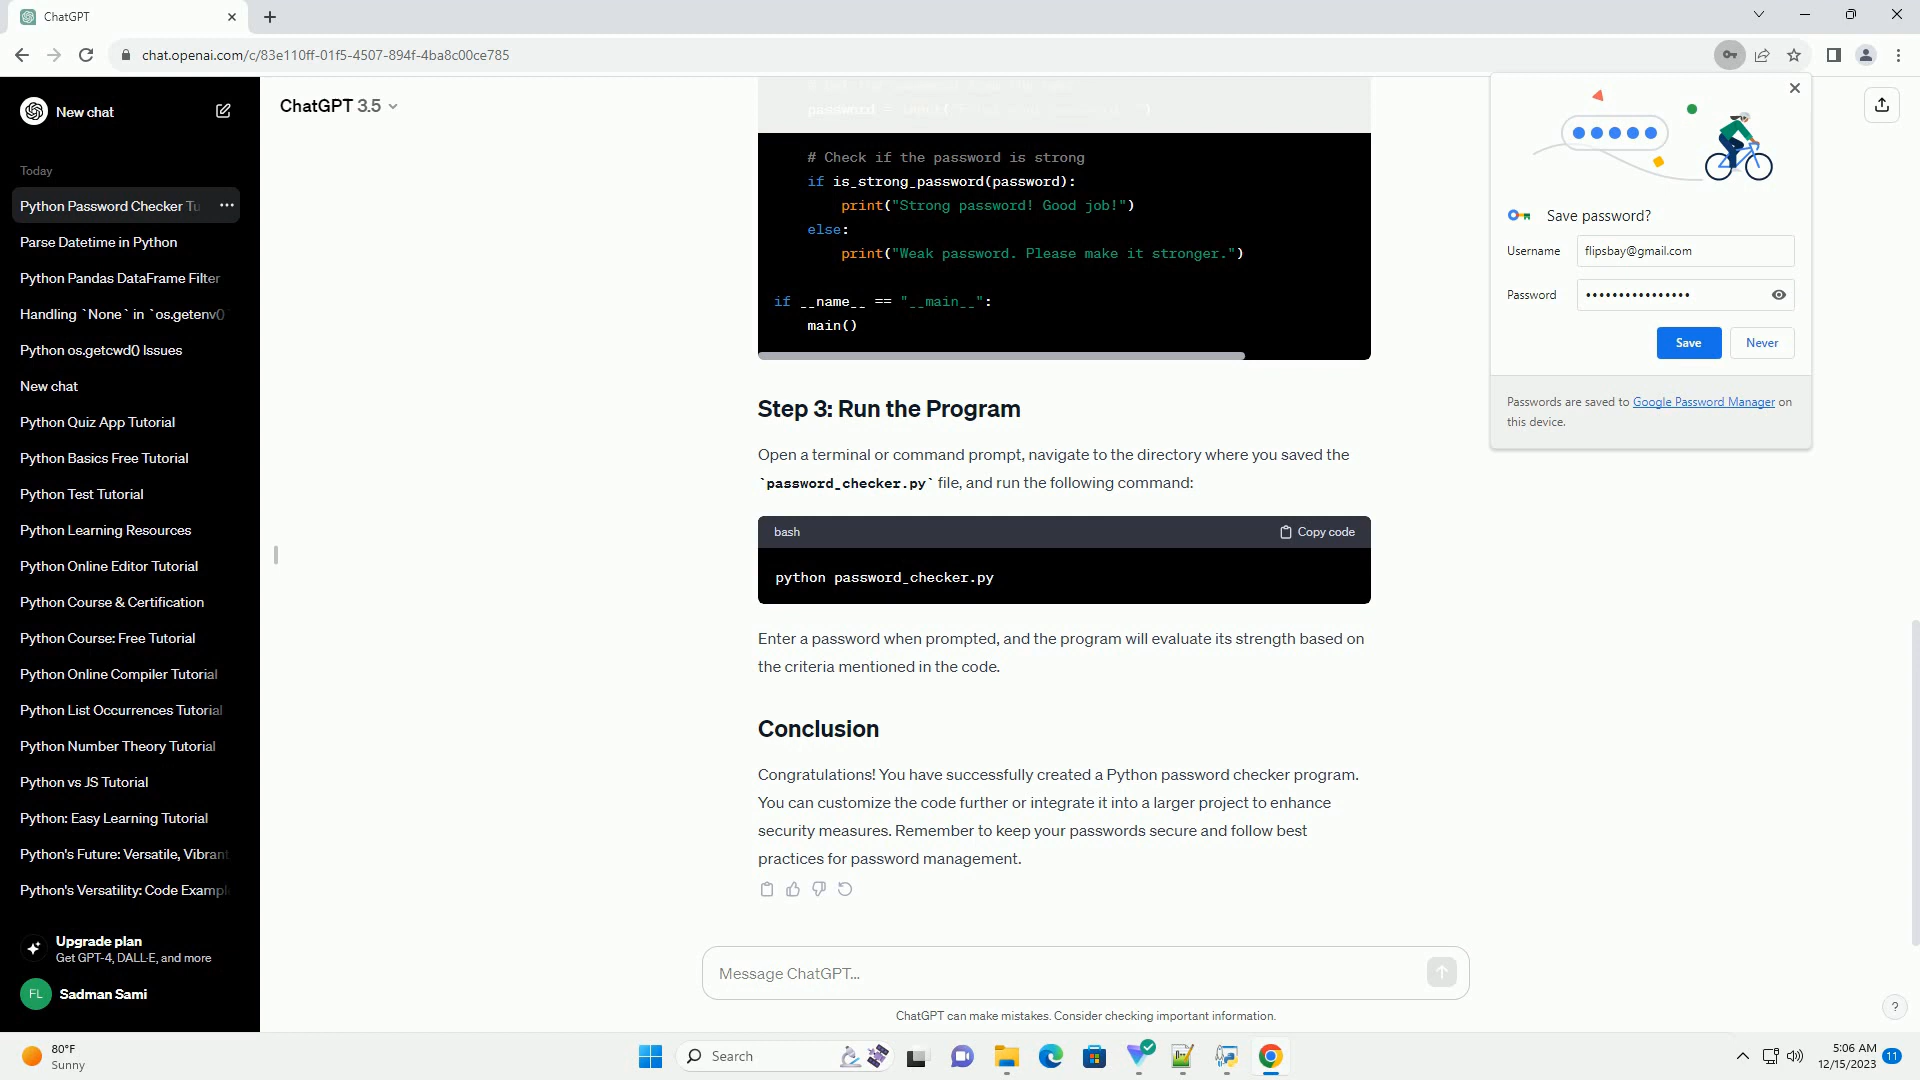 ChatGPT
chat.openai.com/c/83e110ff-01f5-4507-894f-4ba8c00ce785
New chat
Today
Python Password Checker Tu
Parse Datetime in Python
Python Pandas DataFrame Filter
Handling `None` in `os.getenv()`
Python os.getcwd() Issues
New chat
Python Quiz App Tutorial
Python Basics Free Tutorial
Python Test Tutorial
Python Learning Resources
Python Online Editor Tutorial
Python Course & Certification
Python Course: Free Tutorial
Python Online Compiler Tutorial
Python List Occurrences Tutorial
Python Number Theory Tutorial
Python vs JS Tutorial
Python: Easy Learning Tutorial
Python's Future: Versatile, Vibrant
Python's Versatility: Code Exampl
Upgrade plan
Get GPT-4, DALL·E, and more
FL
Sadman Sami
ChatGPT 3.5
password = input(
# Check if the password is strong
if is_strong_password(password):
print("Strong password! Good job!")
else:
print("Weak password. Please make it stronger.")
if __name__ == "__main__":
main()
Step 3: Run the Program
Open a terminal or command prompt, navigate to the directory where you saved the
`password_checker.py` file, and run the following command:
bash
Copy code
python password_checker.py
Enter a password when prompted, and the program will evaluate its strength based on
the criteria mentioned in the code.
Conclusion
Congratulations! You have successfully created a Python password checker program.
You can customize the code further or integrate it into a larger project to enhance
security measures. Remember to keep your passwords secure and follow best
practices for password management.
Message ChatGPT...
ChatGPT can make mistakes. Consider checking important information.
?
Save password?
Username
flipsbay@gmail.com
Password
••••••••••••••••
Save
Never
Passwords are saved to Google Password Manager on
this device.
80°F
Sunny
Search
5:06 AM
12/15/2023
11